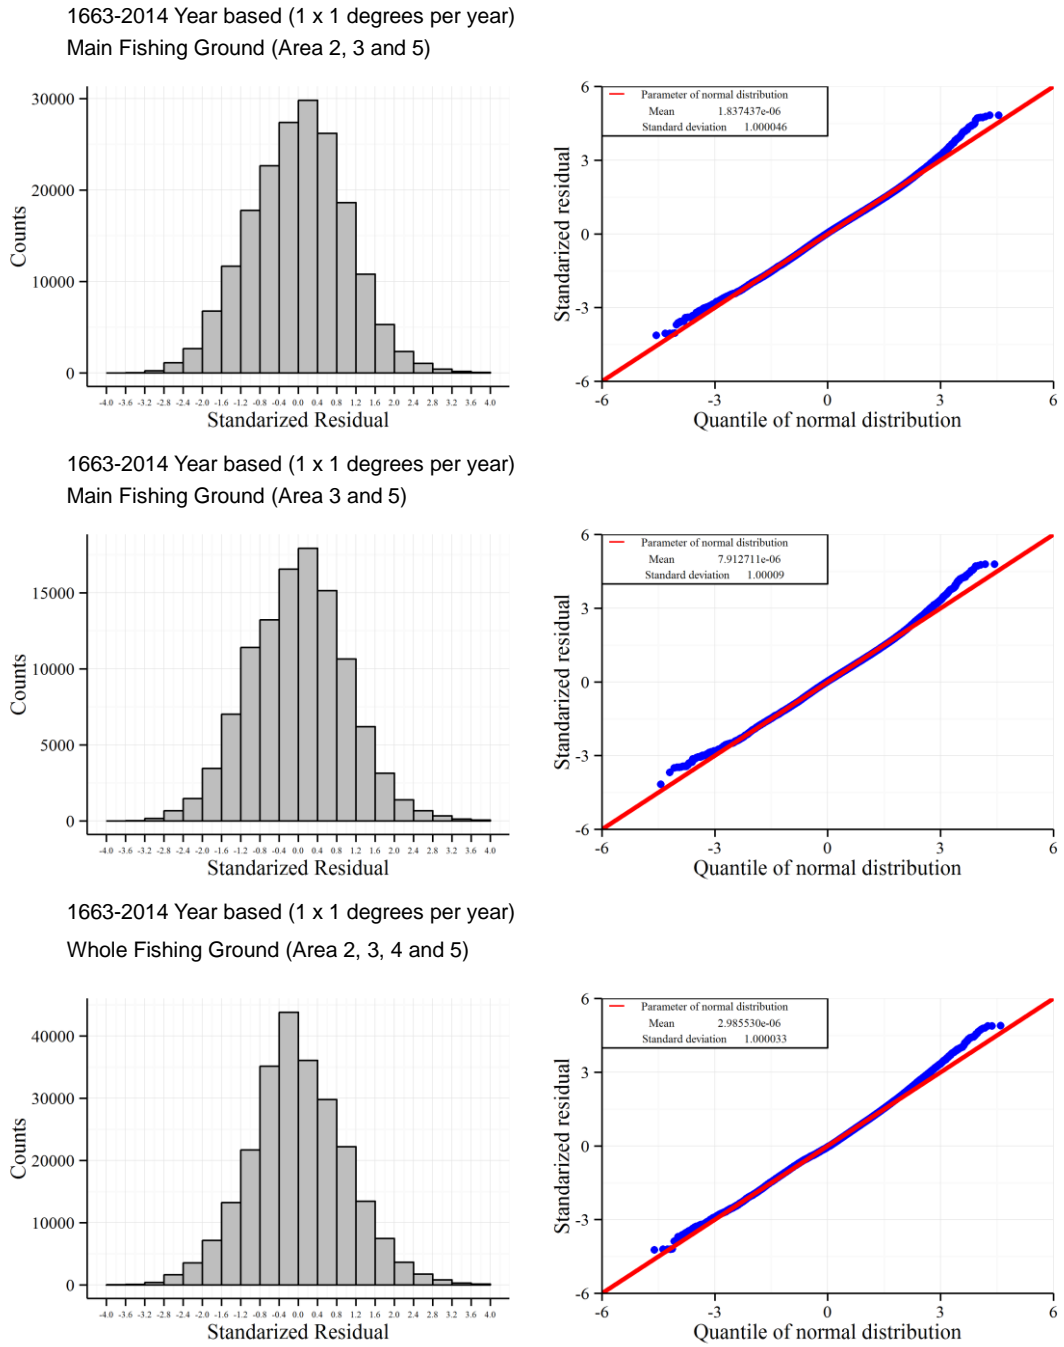 1663-2014 Year based (1 x 1 degrees per year)
Main Fishing Ground (Area 2, 3 and 5)
30000
20000
10000
0
Counts
-4.0 -3.6 -3.2 -2.8 -2.4 -2.0 -1.6 -1.2 -0.8 -0.4 0.0 0.4 0.8 1.2 1.6 2.0 2.4 2.8 3.2 3.6 4.0
Standarized Residual
Parameter of normal distribution
Mean 1.837437e-06
Standard deviation 1.000046
6
3
0
-3
-6
Standarized residual
-6 -3 0 3 6
Quantile of normal distribution
1663-2014 Year based (1 x 1 degrees per year)
Main Fishing Ground (Area 3 and 5)
15000
10000
5000
0
Counts
-4.0 -3.6 -3.2 -2.8 -2.4 -2.0 -1.6 -1.2 -0.8 -0.4 0.0 0.4 0.8 1.2 1.6 2.0 2.4 2.8 3.2 3.6 4.0
Standarized Residual
Parameter of normal distribution
Mean 7.912711e-06
Standard deviation 1.00009
6
3
0
-3
-6
Standarized residual
-6 -3 0 3 6
Quantile of normal distribution
1663-2014 Year based (1 x 1 degrees per year)
Whole Fishing Ground (Area 2, 3, 4 and 5)
40000
30000
20000
10000
0
Counts
-4.0 -3.6 -3.2 -2.8 -2.4 -2.0 -1.6 -1.2 -0.8 -0.4 0.0 0.4 0.8 1.2 1.6 2.0 2.4 2.8 3.2 3.6 4.0
Standarized Residual
Parameter of normal distribution
Mean 2.985530e-06
Standard deviation 1.000033
6
3
0
-3
-6
Standarized residual
-6 -3 0 3 6
Quantile of normal distribution